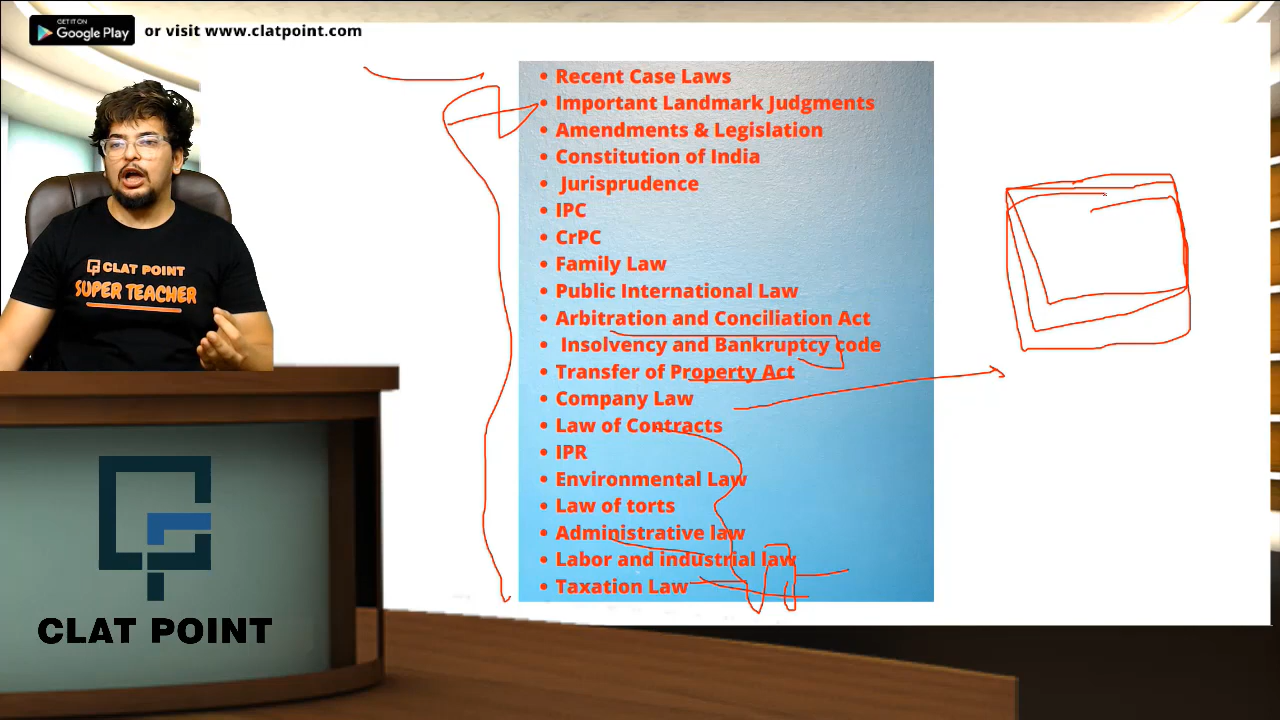 GET IT ON
Google Play
or visit www.clatpoint.com
• Recent Case Laws
• Important Landmark Judgments
• Amendments & Legislation
• Constitution of India
• Jurisprudence
• IPC
• CrPC
• Family Law
• Public International Law
• Arbitration and Conciliation Act
• Insolvency and Bankruptcy code
• Transfer of Property Act
• Company Law
• Law of Contracts
• IPR
• Environmental Law
• Law of torts
• Administrative law
• Labor and industrial law
• Taxation Law
CLAT POINT
SUPER TEACHER
CLAT POINT